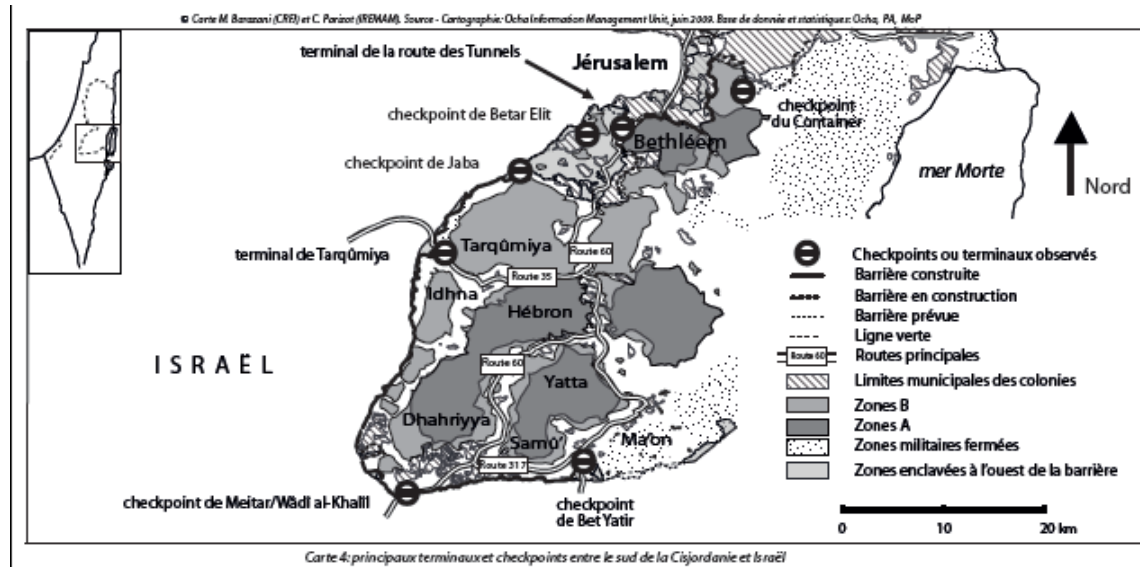 © Carte M. Barazani (CREI) et C. Parizot (IREMAM). Source - Cartographie: Ocha Information Management Unit, juin 2009. Base de donnée et statistiques: Ocha, PA, MoP
terminal de la route des Tunnels
Jérusalem
checkpoint de Betar Elit
checkpoint
du Container
Bethléem
checkpoint de Jaba
mer Morte
Nord
terminal de Tarqûmiya
Tarqûmiya
Route 60
Route 35
Idhna
Hébron
ISRAËL
Route 60
Yatta
Dhahriyya
Samû'
Ma'on
Route 317
checkpoint de Meitar/Wâdî al-Khalîl
checkpoint
de Bet Yatir
Checkpoints ou terminaux observés
Barrière construite
Barrière en construction
Barrière prévue
Ligne verte
Route 60
Routes principales
Limites municipales des colonies
Zones B
Zones A
Zones militaires fermées
Zones enclavées à l'ouest de la barrière
0
10
20 km
Carte 4: principaux terminaux et checkpoints entre le sud de la Cisjordanie et Israël